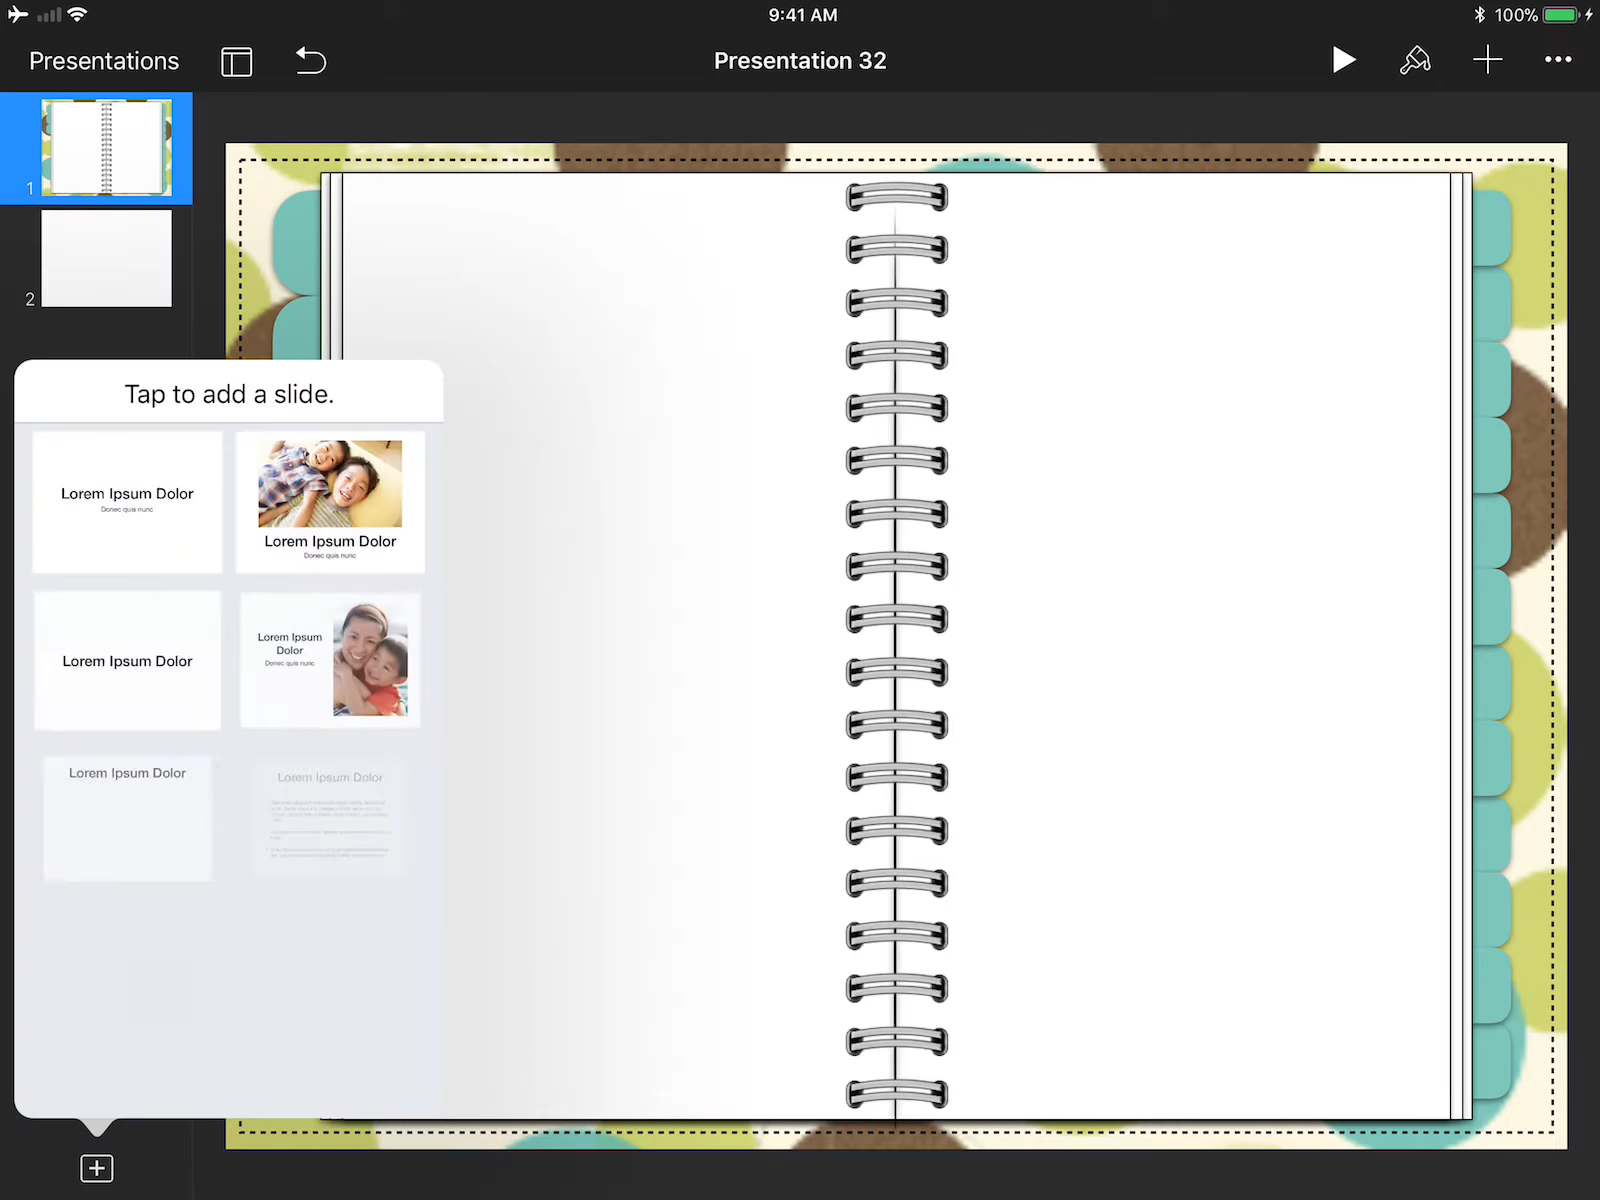 9:41 AM
100%
Presentations
Presentation 32
1
2
Tap to add a slide.
Lorem Ipsum Dolor
Donec quis nunc
Lorem Ipsum Dolor
Donec quis nunc
Lorem Ipsum Dolor
Lorem Ipsum
Dolor
Donec quis nunc
Lorem Ipsum Dolor
Lorem Ipsum Dolor